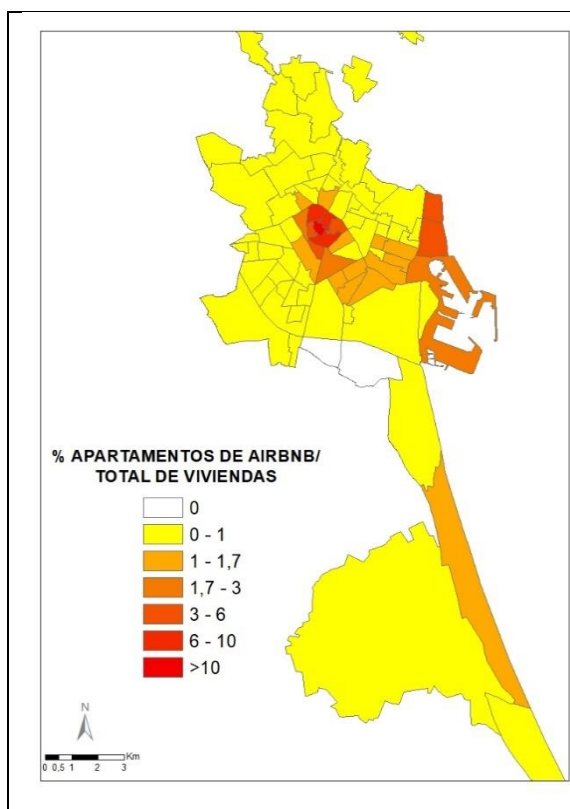 % APARTAMENTOS DE AIRBNB/
TOTAL DE VIVIENDAS
0
0 - 1
1 - 1,7
1,7 - 3
3 - 6
6 - 10
>10
N
Km
0 0,5 1 2 3